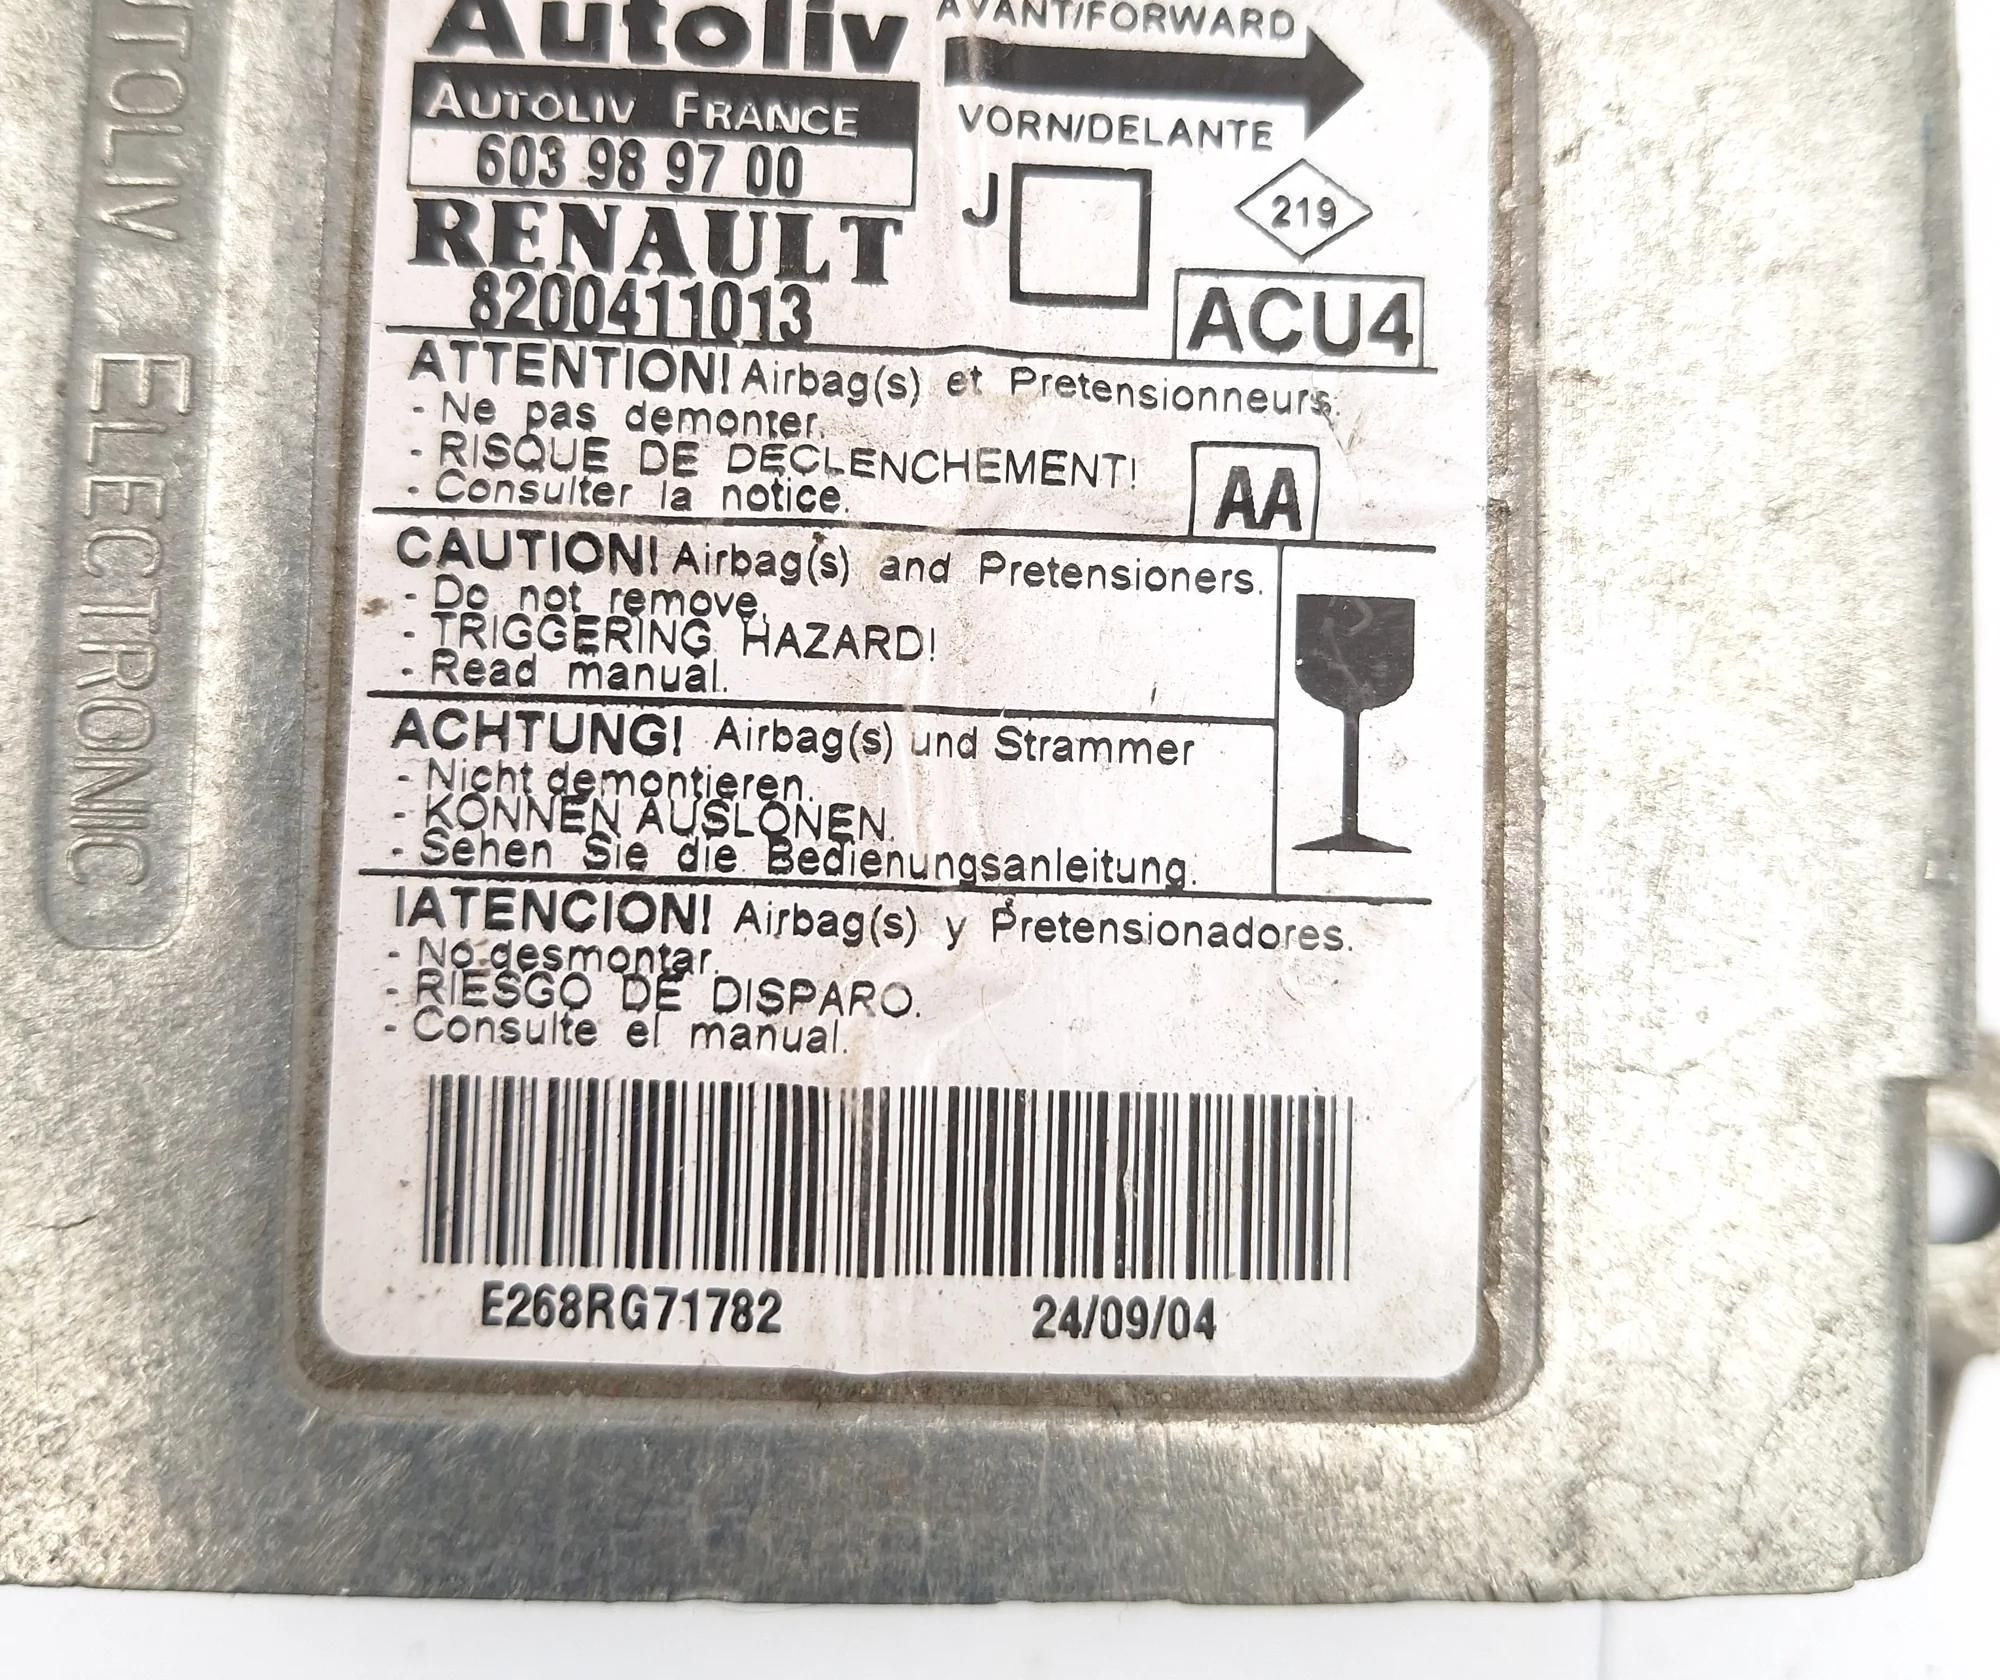 Autoliv
AUTOLIV FRANCE
603 98 97 00
RENAULT
8200411013
AVANT/FORWARD
VORN/DELANTE
J
219
ACU4
ATTENTION! Airbag(s) et Pretensionneurs.
- Ne pas demonter.
- RISQUE DE DECLENCHEMENT!
- Consulter la notice.
AA
CAUTION! Airbag(s) and Pretensioners.
- Do not remove.
- TRIGGERING HAZARD!
- Read manual.
ACHTUNG! Airbag(s) und Strammer
- Nicht demontieren.
- KONNEN AUSLONEN.
- Sehen Sie die Bedienungsanleitung.
IATENCION! Airbag(s) y Pretensionadores.
- No desmontar.
- RIESGO DE DISPARO.
- Consulte el manual.
E268RG71782 24/09/04
UTOLIV ELECTRONIC